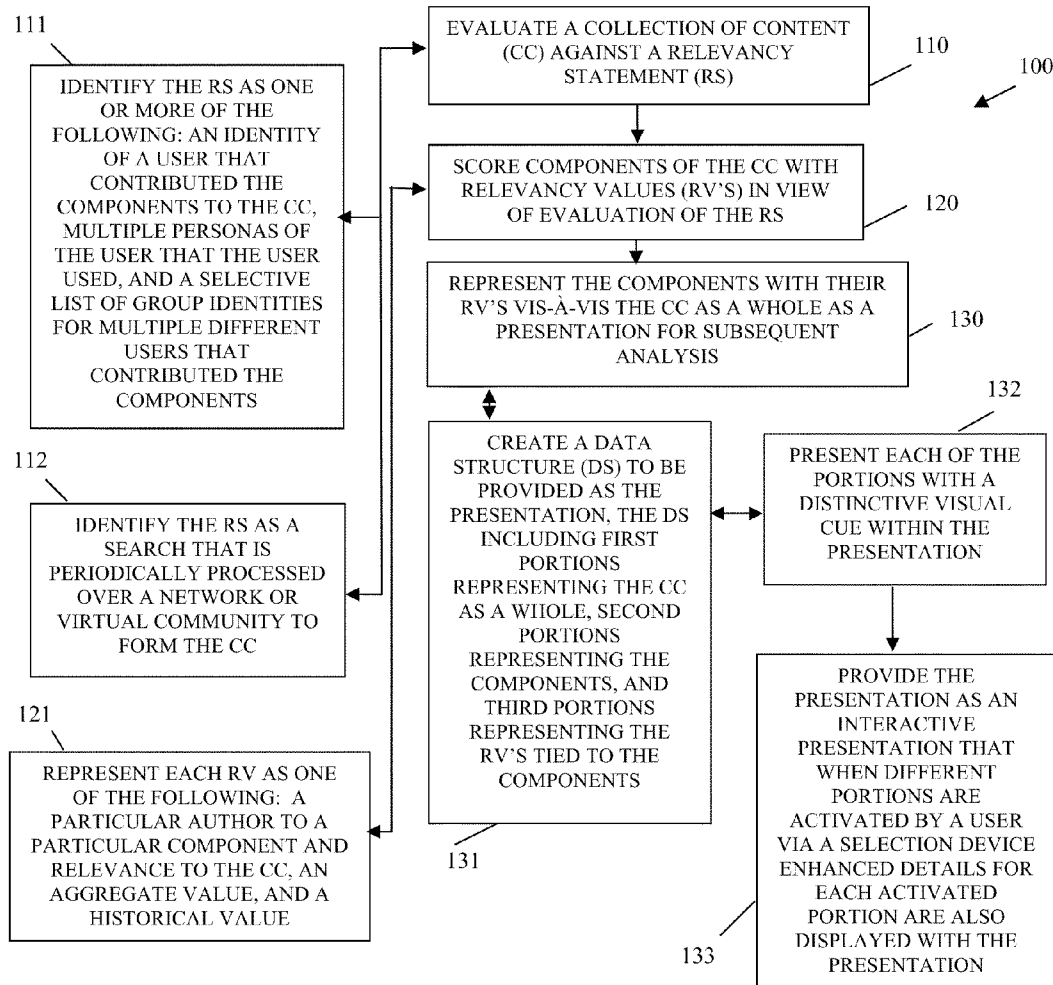 EVALUATE A COLLECTION OF CONTENT
(CC) AGAINST A RELEVANCY
STATEMENT (RS)
110
100
111
IDENTIFY THE RS AS ONE
OR MORE OF THE
FOLLOWING: AN IDENTITY
OF A USER THAT
CONTRIBUTED THE
COMPONENTS TO THE CC,
MULTIPLE PERSONAS OF
THE USER THAT THE USER
USED, AND A SELECTIVE
LIST OF GROUP IDENTITIES
FOR MULTIPLE DIFFERENT
USERS THAT
CONTRIBUTED THE
COMPONENTS
SCORE COMPONENTS OF THE CC WITH
RELEVANCY VALUES (RV'S) IN VIEW
OF EVALUATION OF THE RS
120
REPRESENT THE COMPONENTS WITH THEIR
RV'S VIS-À-VIS THE CC AS A WHOLE AS A
PRESENTATION FOR SUBSEQUENT
ANALYSIS
130
112
IDENTIFY THE RS AS A
SEARCH THAT IS
PERIODICALLY PROCESSED
OVER A NETWORK OR
VIRTUAL COMMUNITY TO
FORM THE CC
121
REPRESENT EACH RV AS ONE
OF THE FOLLOWING: A
PARTICULAR AUTHOR TO A
PARTICULAR COMPONENT AND
RELEVANCE TO THE CC, AN
AGGREGATE VALUE, AND A
HISTORICAL VALUE
CREATE A DATA
STRUCTURE (DS) TO BE
PROVIDED AS THE
PRESENTATION, THE DS
INCLUDING FIRST
PORTIONS
REPRESENTING THE CC
AS A WHOLE, SECOND
PORTIONS
REPRESENTING THE
COMPONENTS, AND
THIRD PORTIONS
REPRESENTING THE
RV'S TIED TO THE
COMPONENTS
131
132
PRESENT EACH OF THE
PORTIONS WITH A
DISTINCTIVE VISUAL
CUE WITHIN THE
PRESENTATION
PROVIDE THE
PRESENTATION AS AN
INTERACTIVE
PRESENTATION THAT
WHEN DIFFERENT
PORTIONS ARE
ACTIVATED BY A USER
VIA A SELECTION DEVICE
ENHANCED DETAILS FOR
EACH ACTIVATED
PORTION ARE ALSO
DISPLAYED WITH THE
PRESENTATION
133